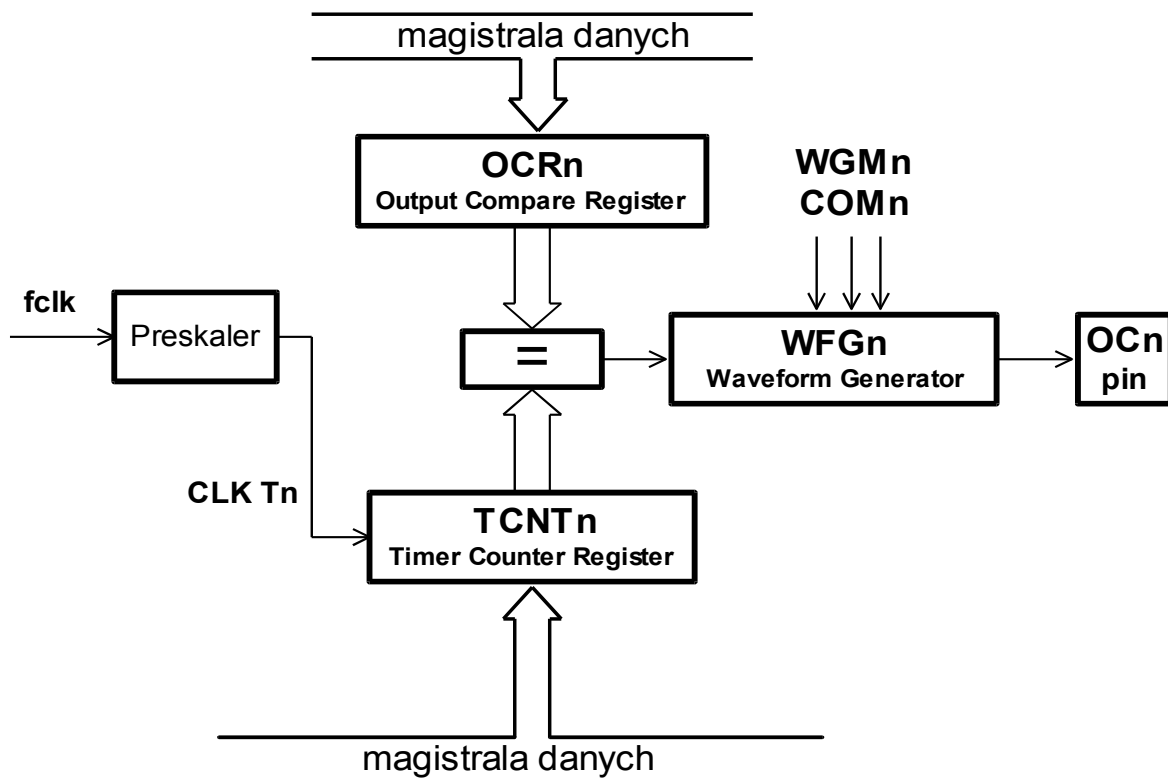 magistrala danych
OCRn
Output Compare Register
WGMn
COMn
fclk
Preskaler
=
WFGn
Waveform Generator
OCn
pin
CLK Tn
TCNTn
Timer Counter Register
magistrala danych